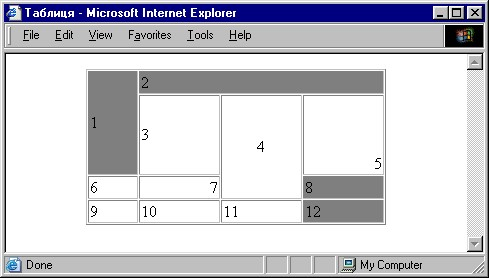 Таблиця - Microsoft Internet Explorer
File Edit View Favorites Tools Help
2
1
3
4
5
6 7 8
9 10 11 12
Done My Computer